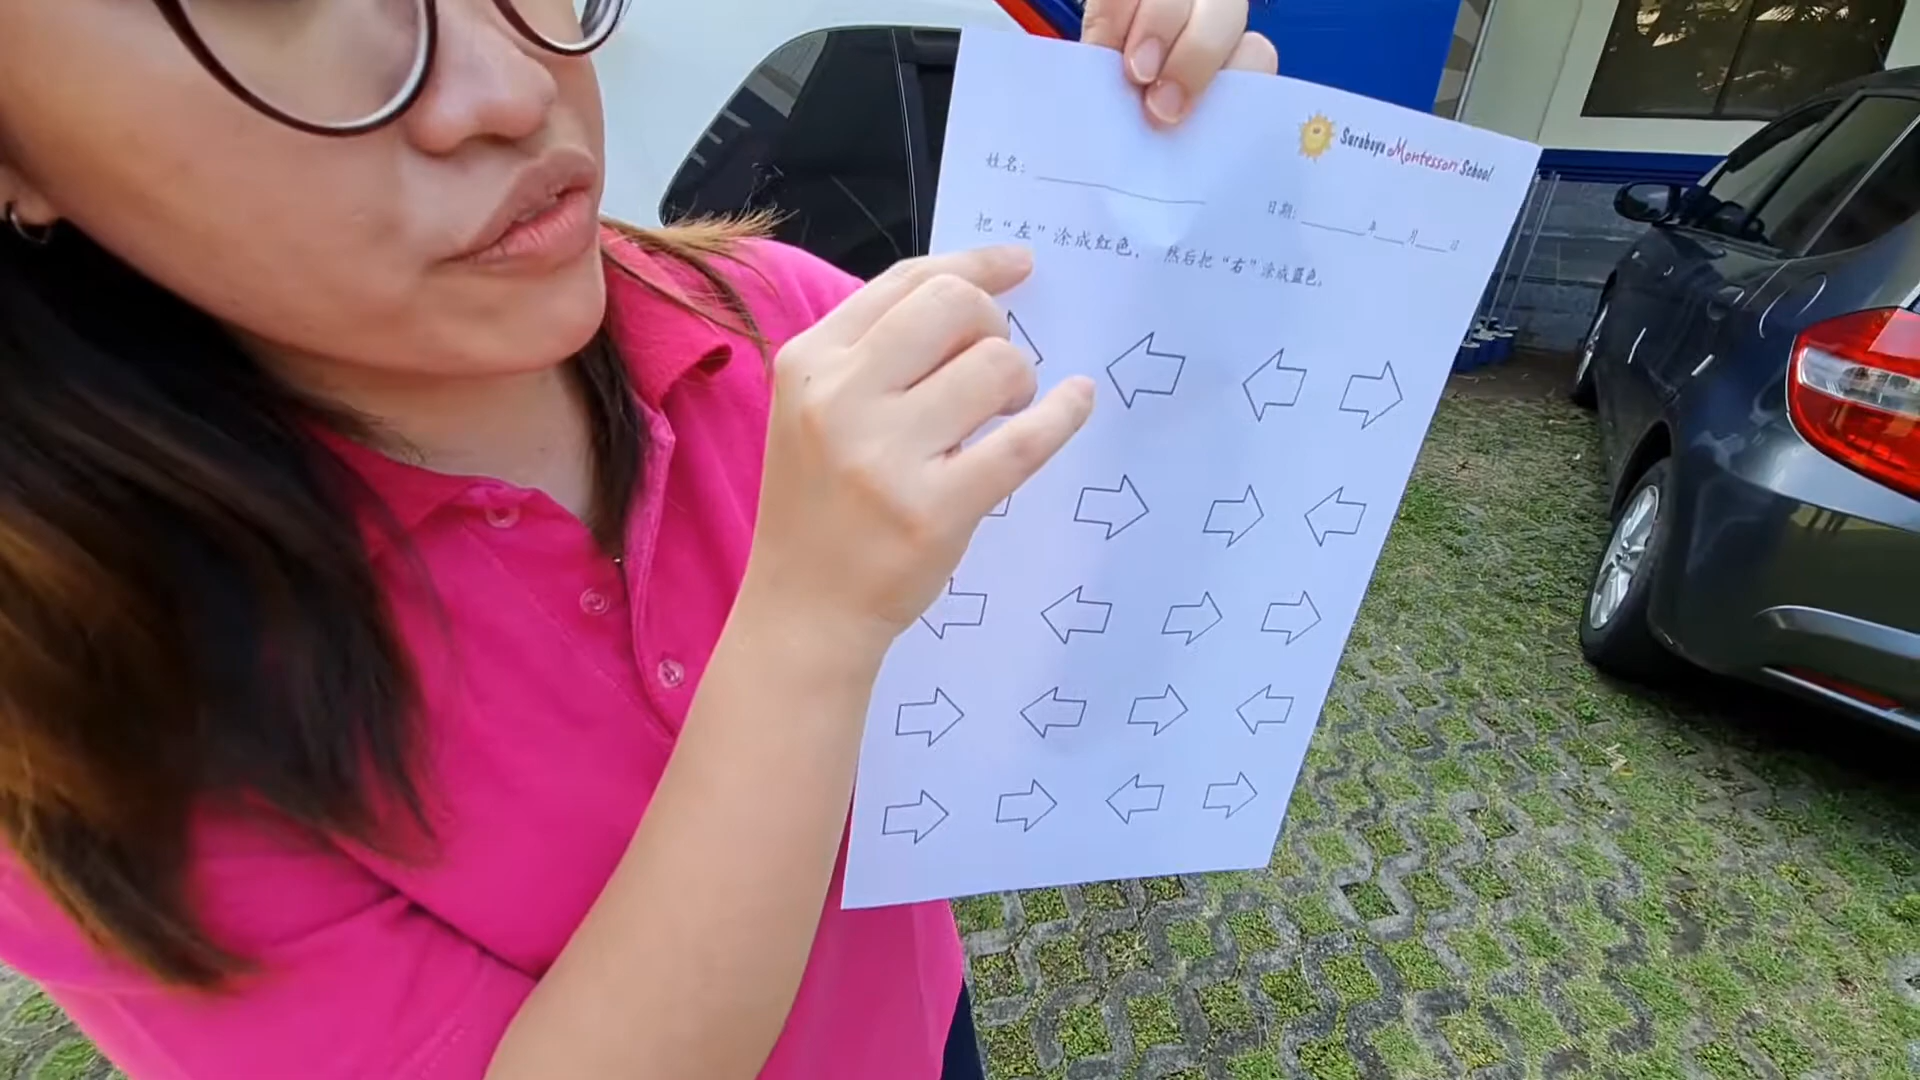 Surabaya Montessori School
姓名：
日期: 年 月 日
把“左”涂成红色， 然后把“右”涂成蓝色，